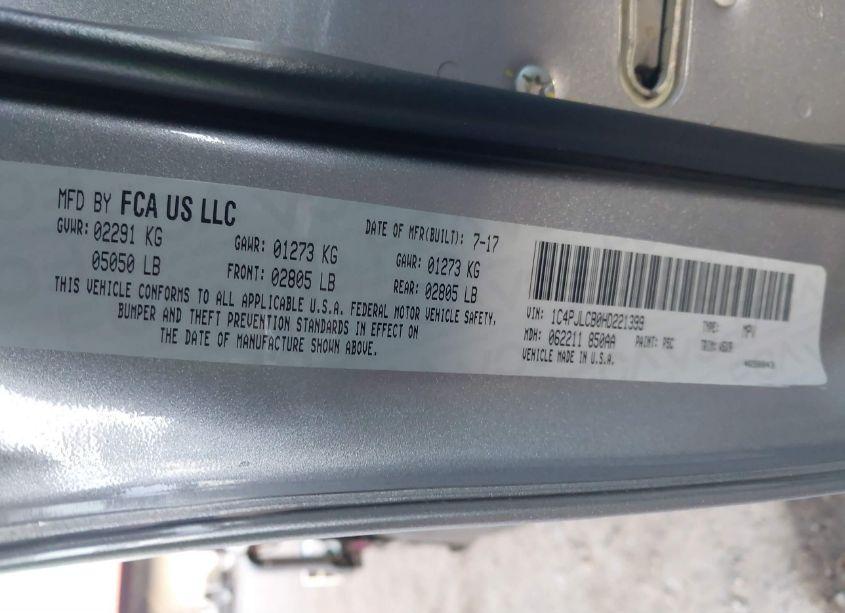 MFD BY FCA US LLC
DATE OF MFR(BUILT): 7-17
GVWR: 02291 KG
05050 LB
GAWR: 01273 KG
FRONT: 02805 LB
GAWR: 01273 KG
REAR: 02805 LB
THIS VEHICLE CONFORMS TO ALL APPLICABLE U.S.A. FEDERAL MOTOR VEHICLE SAFETY,
BUMPER AND THEFT PREVENTION STANDARDS IN EFFECT ON
THE DATE OF MANUFACTURE SHOWN ABOVE.
VIN: 1C4PJLCB0HD221399
TYPE: MPV
MDH: 062211 850AA
PAINT: PSC
TRIM:
VEHICLE MADE IN U.S.A.